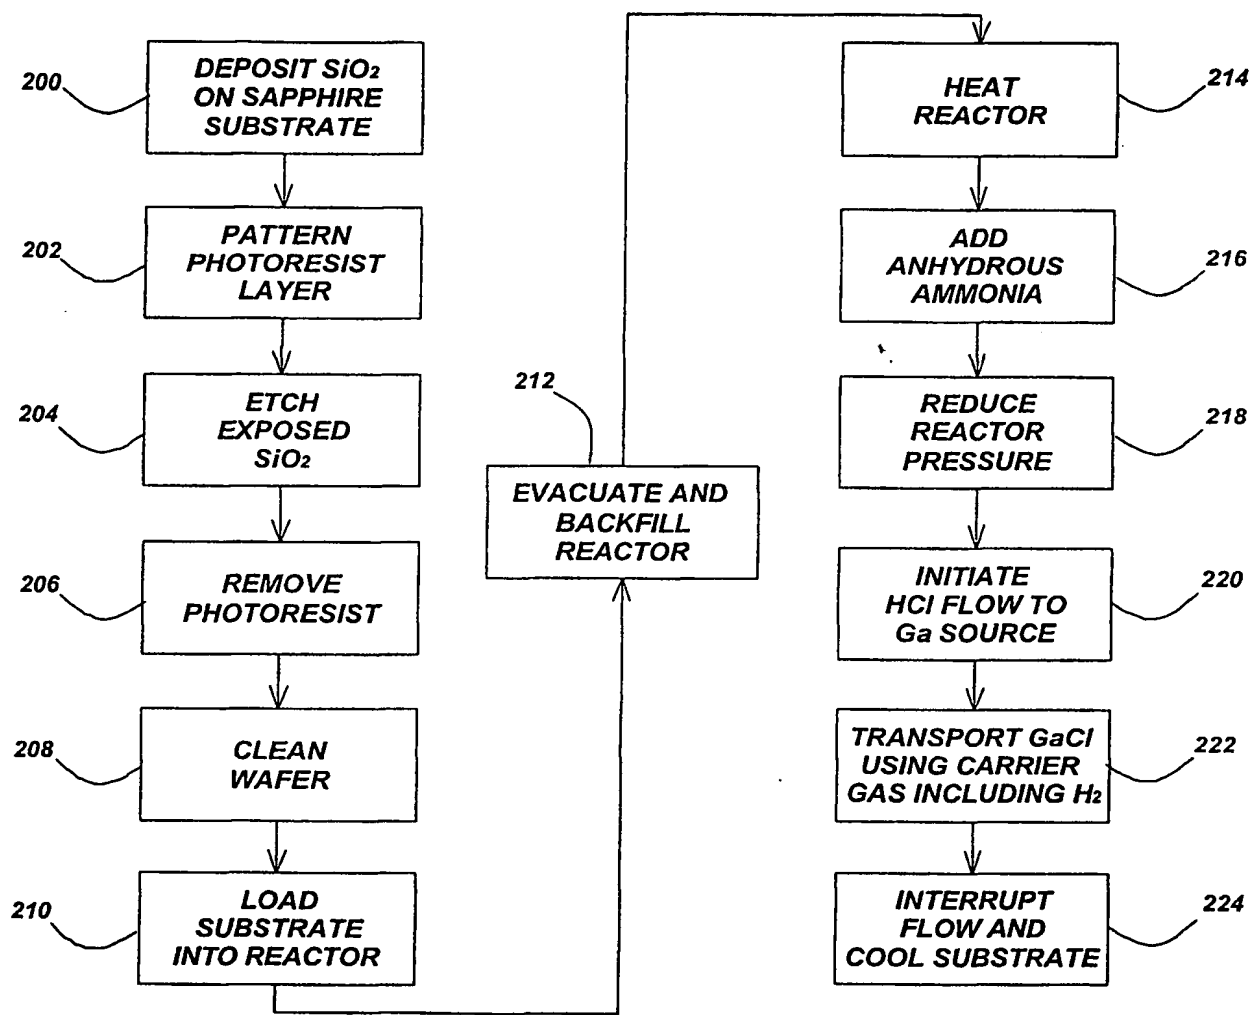 200
DEPOSIT SiO2
ON SAPPHIRE
SUBSTRATE
202
PATTERN
PHOTORESIST
LAYER
204
ETCH
EXPOSED
SiO2
206
REMOVE
PHOTORESIST
208
CLEAN
WAFER
210
LOAD
SUBSTRATE
INTO REACTOR
212
EVACUATE AND
BACKFILL
REACTOR
214
HEAT
REACTOR
216
ADD
ANHYDROUS
AMMONIA
218
REDUCE
REACTOR
PRESSURE
220
INITIATE
HCl FLOW TO
Ga SOURCE
222
TRANSPORT GaCl
USING CARRIER
GAS INCLUDING H2
224
INTERRUPT
FLOW AND
COOL SUBSTRATE